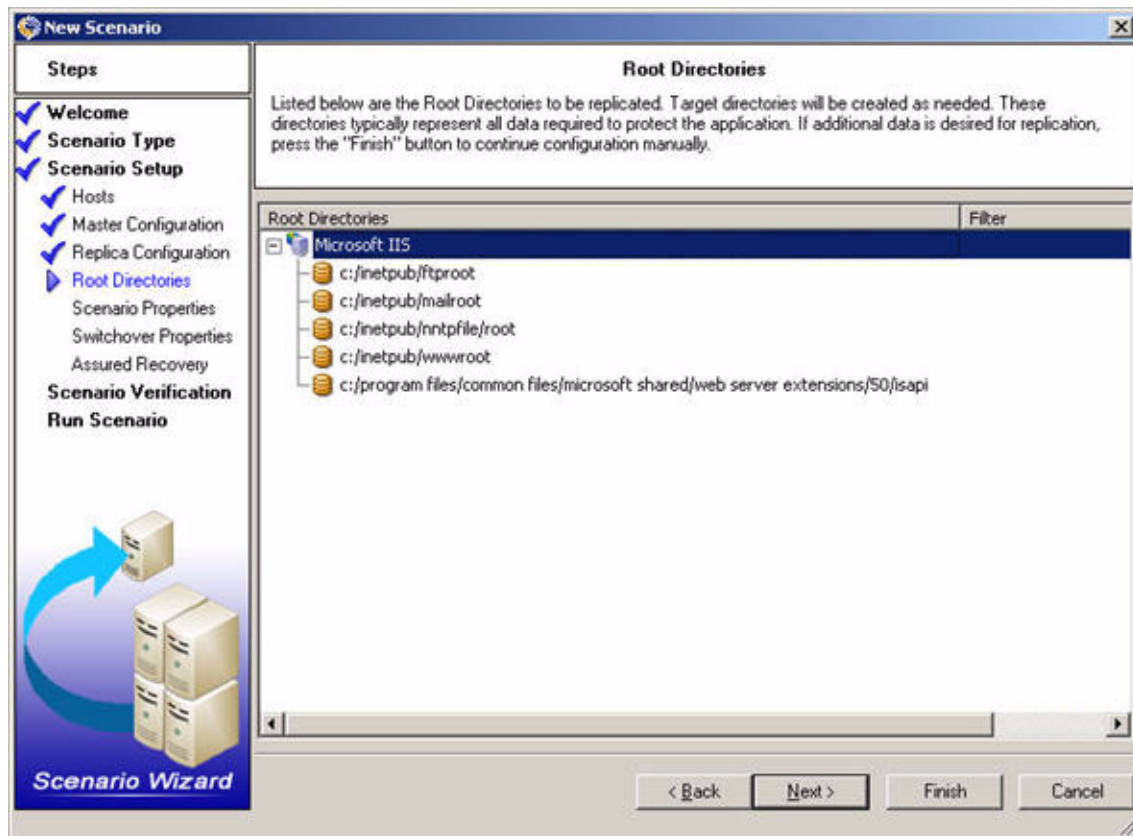 New Scenario
Steps
Welcome
Scenario Type
Scenario Setup
Hosts
Master Configuration
Replica Configuration
Root Directories
Scenario Properties
Switchover Properties
Assured Recovery
Scenario Verification
Run Scenario
Scenario Wizard
Root Directories
Listed below are the Root Directories to be replicated. Target directories will be created as needed. These
directories typically represent all data required to protect the application. If additional data is desired for replication,
press the "Finish" button to continue configuration manually.
Root Directories Filter
Microsoft IIS
c:/inetpub/ftproot
c:/inetpub/mailroot
c:/inetpub/nntpfile/root
c:/inetpub/wwwroot
c:/program files/common files/microsoft shared/web server extensions/50/isapi
< Back Next > Finish Cancel